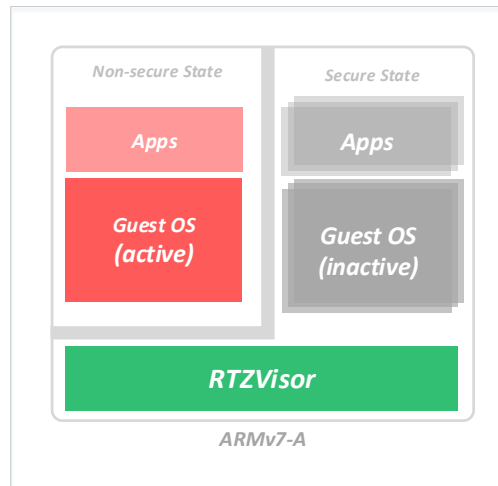 Non-secure State
Secure State
Apps
Apps
Guest OS
(active)
Guest OS
(inactive)
RTZVisor
ARMv7-A